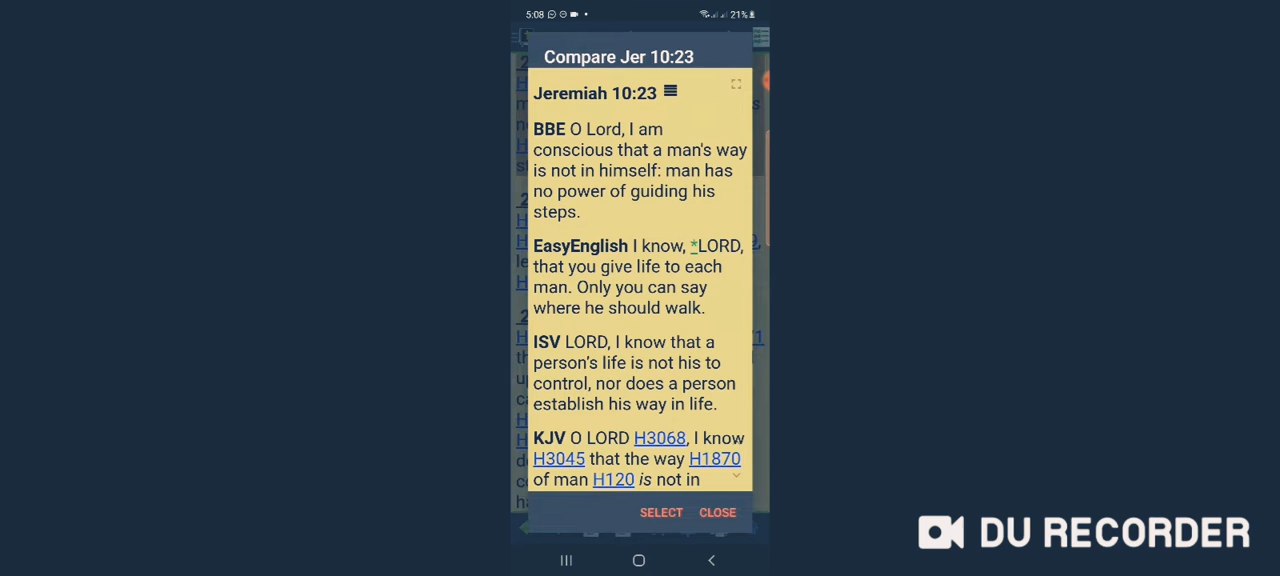 5:08
21%
Compare Jer 10:23
Jeremiah 10:23
BBE O Lord, I am
conscious that a man's way
is not in himself: man has
no power of guiding his
steps.
EasyEnglish I know, *LORD,
that you give life to each
man. Only you can say
where he should walk.
ISV LORD, I know that a
person's life is not his to
control, nor does a person
establish his way in life.
KJV O LORD H3068, I know
H3045 that the way H1870
of man H120 is not in
SELECT CLOSE
DU RECORDER